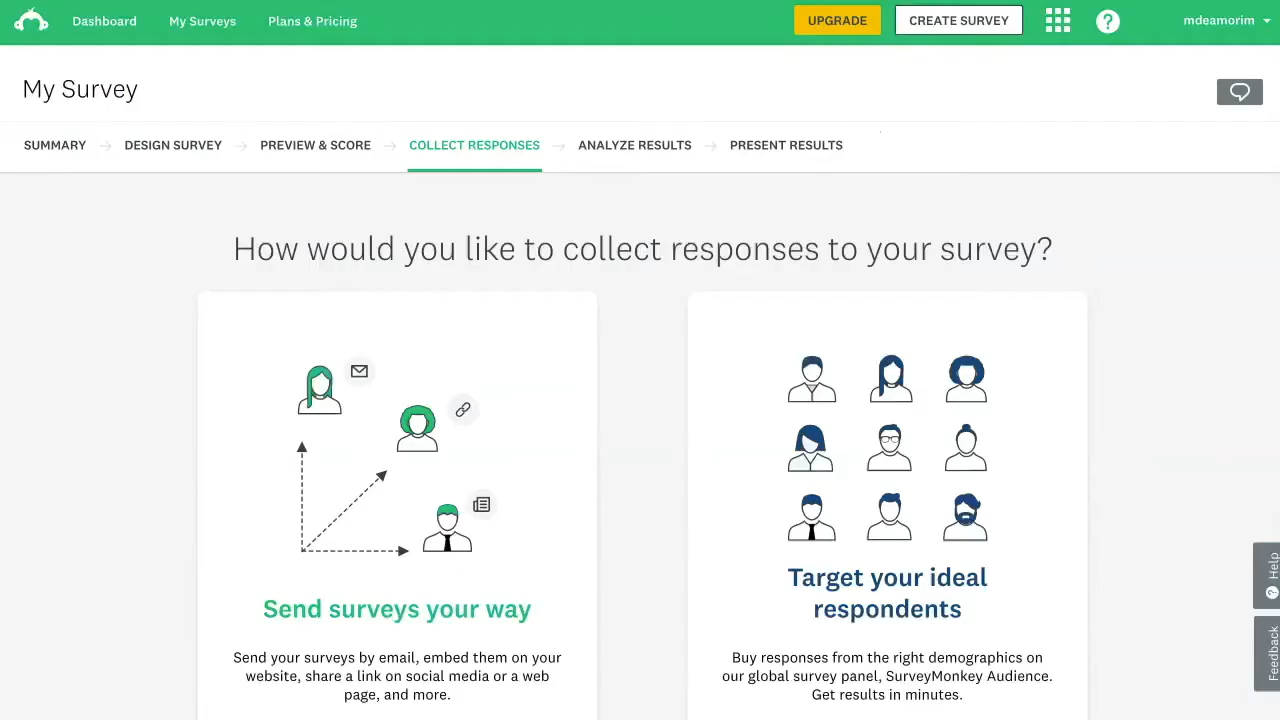 Dashboard My Surveys Plans & Pricing UPGRADE CREATE SURVEY ? mdeamorim
My Survey
SUMMARY DESIGN SURVEY PREVIEW & SCORE COLLECT RESPONSES ANALYZE RESULTS PRESENT RESULTS
How would you like to collect responses to your survey?
Send surveys your way
Send your surveys by email, embed them on your
website, share a link on social media or a web
page, and more.
Target your ideal
respondents
Buy responses from the right demographics on
our global survey panel, SurveyMonkey Audience.
Get results in minutes.
? Help
Feedback